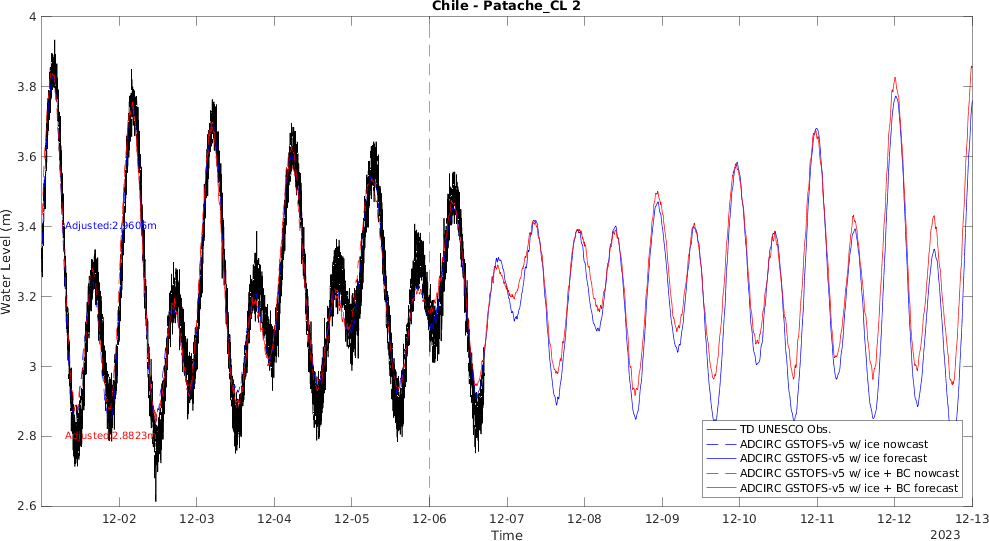 Chile - Patache_CL 2
Water Level (m)
4
3.8
3.6
3.4
3.2
3
2.8
2.6
Adjusted:2.9606m
Adjusted:2.8823m
TD UNESCO Obs.
ADCIRC GSTOFS-v5 w/ ice nowcast
ADCIRC GSTOFS-v5 w/ ice forecast
ADCIRC GSTOFS-v5 w/ ice + BC nowcast
ADCIRC GSTOFS-v5 w/ ice + BC forecast
12-02 12-03 12-04 12-05 12-06 12-07 12-08 12-09 12-10 12-11 12-12 12-13
Time
2023